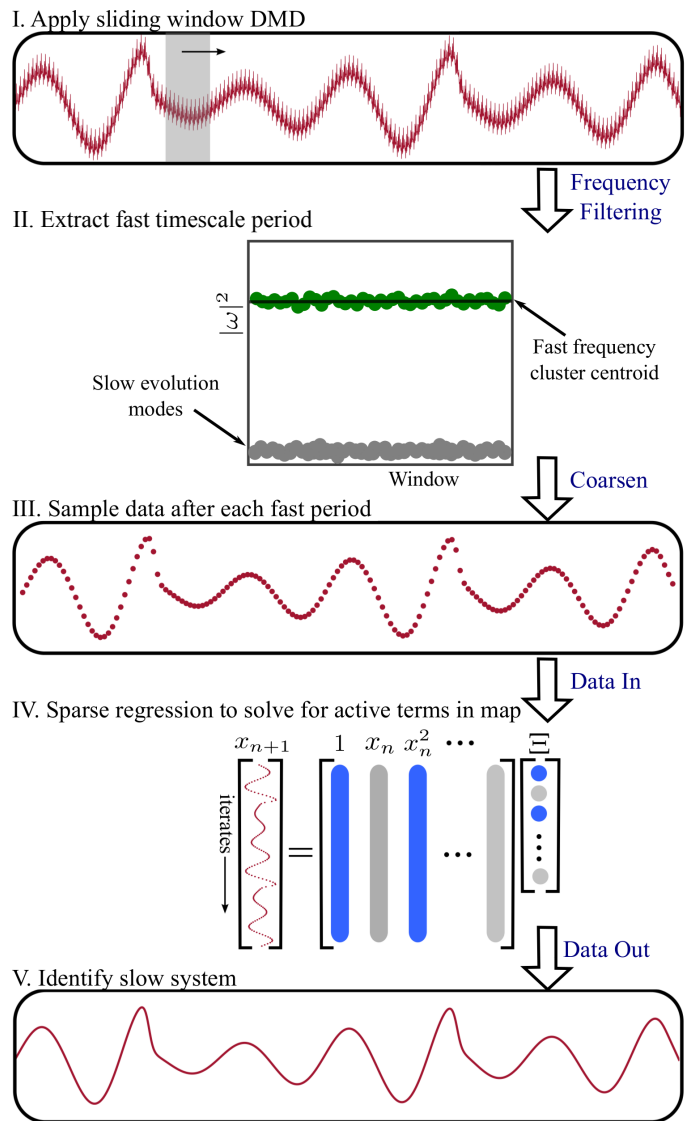 I. Apply sliding window DMD
Frequency
Filtering
II. Extract fast timescale period
|ω|²
Fast frequency
cluster centroid
Slow evolution
modes
Window
Coarsen
III. Sample data after each fast period
Data In
IV. Sparse regression to solve for active terms in map
x_{n+1} 1 x_n x_n^2 ··· [Ξ]
iterates
= ···
Data Out
V. Identify slow system